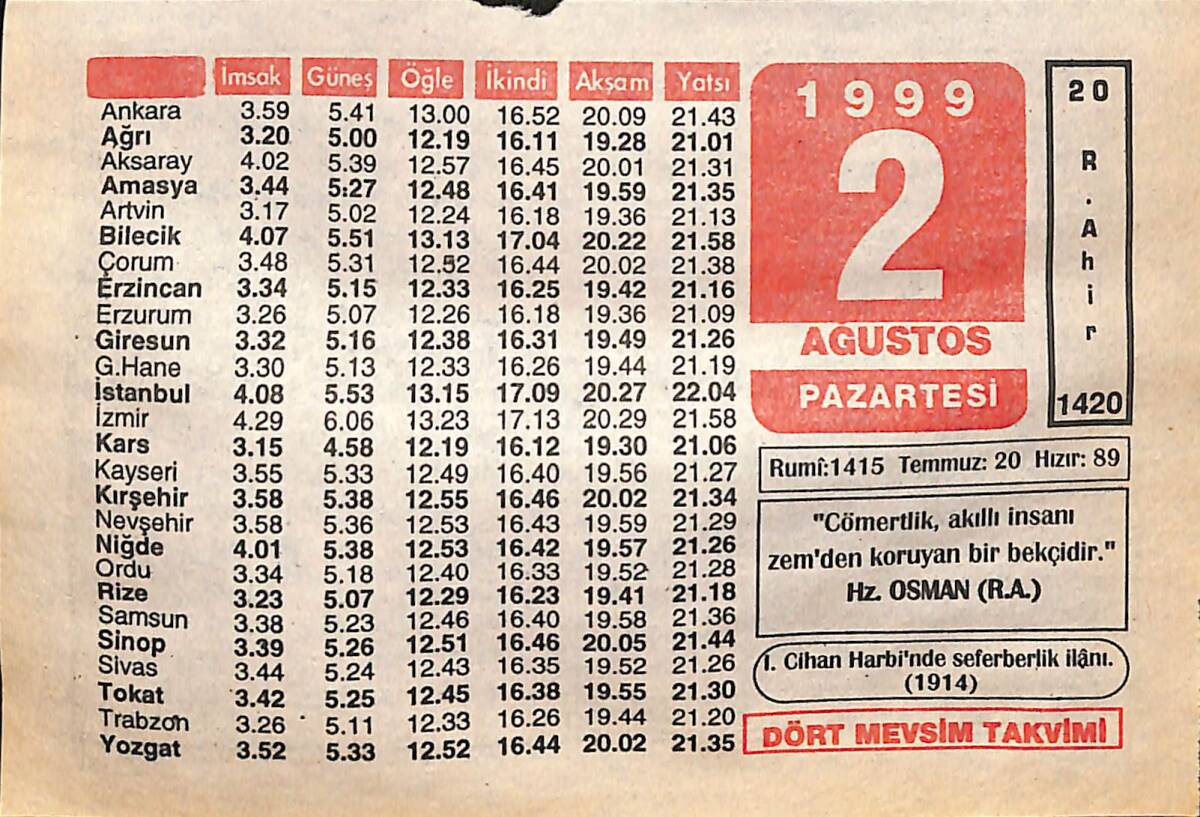 İmsak Güneş Öğle İkindi Akşam Yatsı
Ankara 3.59 5.41 13.00 16.52 20.09 21.43
Ağrı 3.20 5.00 12.19 16.11 19.28 21.01
Aksaray 4.02 5.39 12.57 16.45 20.01 21.31
Amasya 3.44 5:27 12.48 16.41 19.59 21.35
Artvin 3.17 5.02 12.24 16.18 19.36 21.13
Bilecik 4.07 5.51 13.13 17.04 20.22 21.58
Çorum 3.48 5.31 12.52 16.44 20.02 21.38
Erzincan 3.34 5.15 12.33 16.25 19.42 21.16
Erzurum 3.26 5.07 12.26 16.18 19.36 21.09
Giresun 3.32 5.16 12.38 16.31 19.49 21.26
G.Hane 3.30 5.13 12.33 16.26 19.44 21.19
İstanbul 4.08 5.53 13.15 17.09 20.27 22.04
İzmir 4.29 6.06 13.23 17.13 20.29 21.58
Kars 3.15 4.58 12.19 16.12 19.30 21.06
Kayseri 3.55 5.33 12.49 16.40 19.56 21.27
Kırşehir 3.58 5.38 12.55 16.46 20.02 21.34
Nevşehir 3.58 5.36 12.53 16.43 19.59 21.29
Niğde 4.01 5.38 12.53 16.42 19.57 21.26
Ordu 3.34 5.18 12.40 16.33 19.52 21.28
Rize 3.23 5.07 12.29 16.23 19.41 21.18
Samsun 3.38 5.23 12.46 16.40 19.58 21.36
Sinop 3.39 5.26 12.51 16.46 20.05 21.44
Sivas 3.44 5.24 12.43 16.35 19.52 21.26
Tokat 3.42 5.25 12.45 16.38 19.55 21.30
Trabzon 3.26 5.11 12.33 16.26 19.44 21.20
Yozgat 3.52 5.33 12.52 16.44 20.02 21.35
1999
2
AĞUSTOS
PAZARTESİ
20
R.Ahir
1420
Rumî:1415 Temmuz: 20 Hızır: 89
"Cömertlik, akıllı insanı
zem'den koruyan bir bekçidir."
Hz. OSMAN (R.A.)
I. Cihan Harbi'nde seferberlik ilânı.
(1914)
DÖRT MEVSİM TAKVİMİ